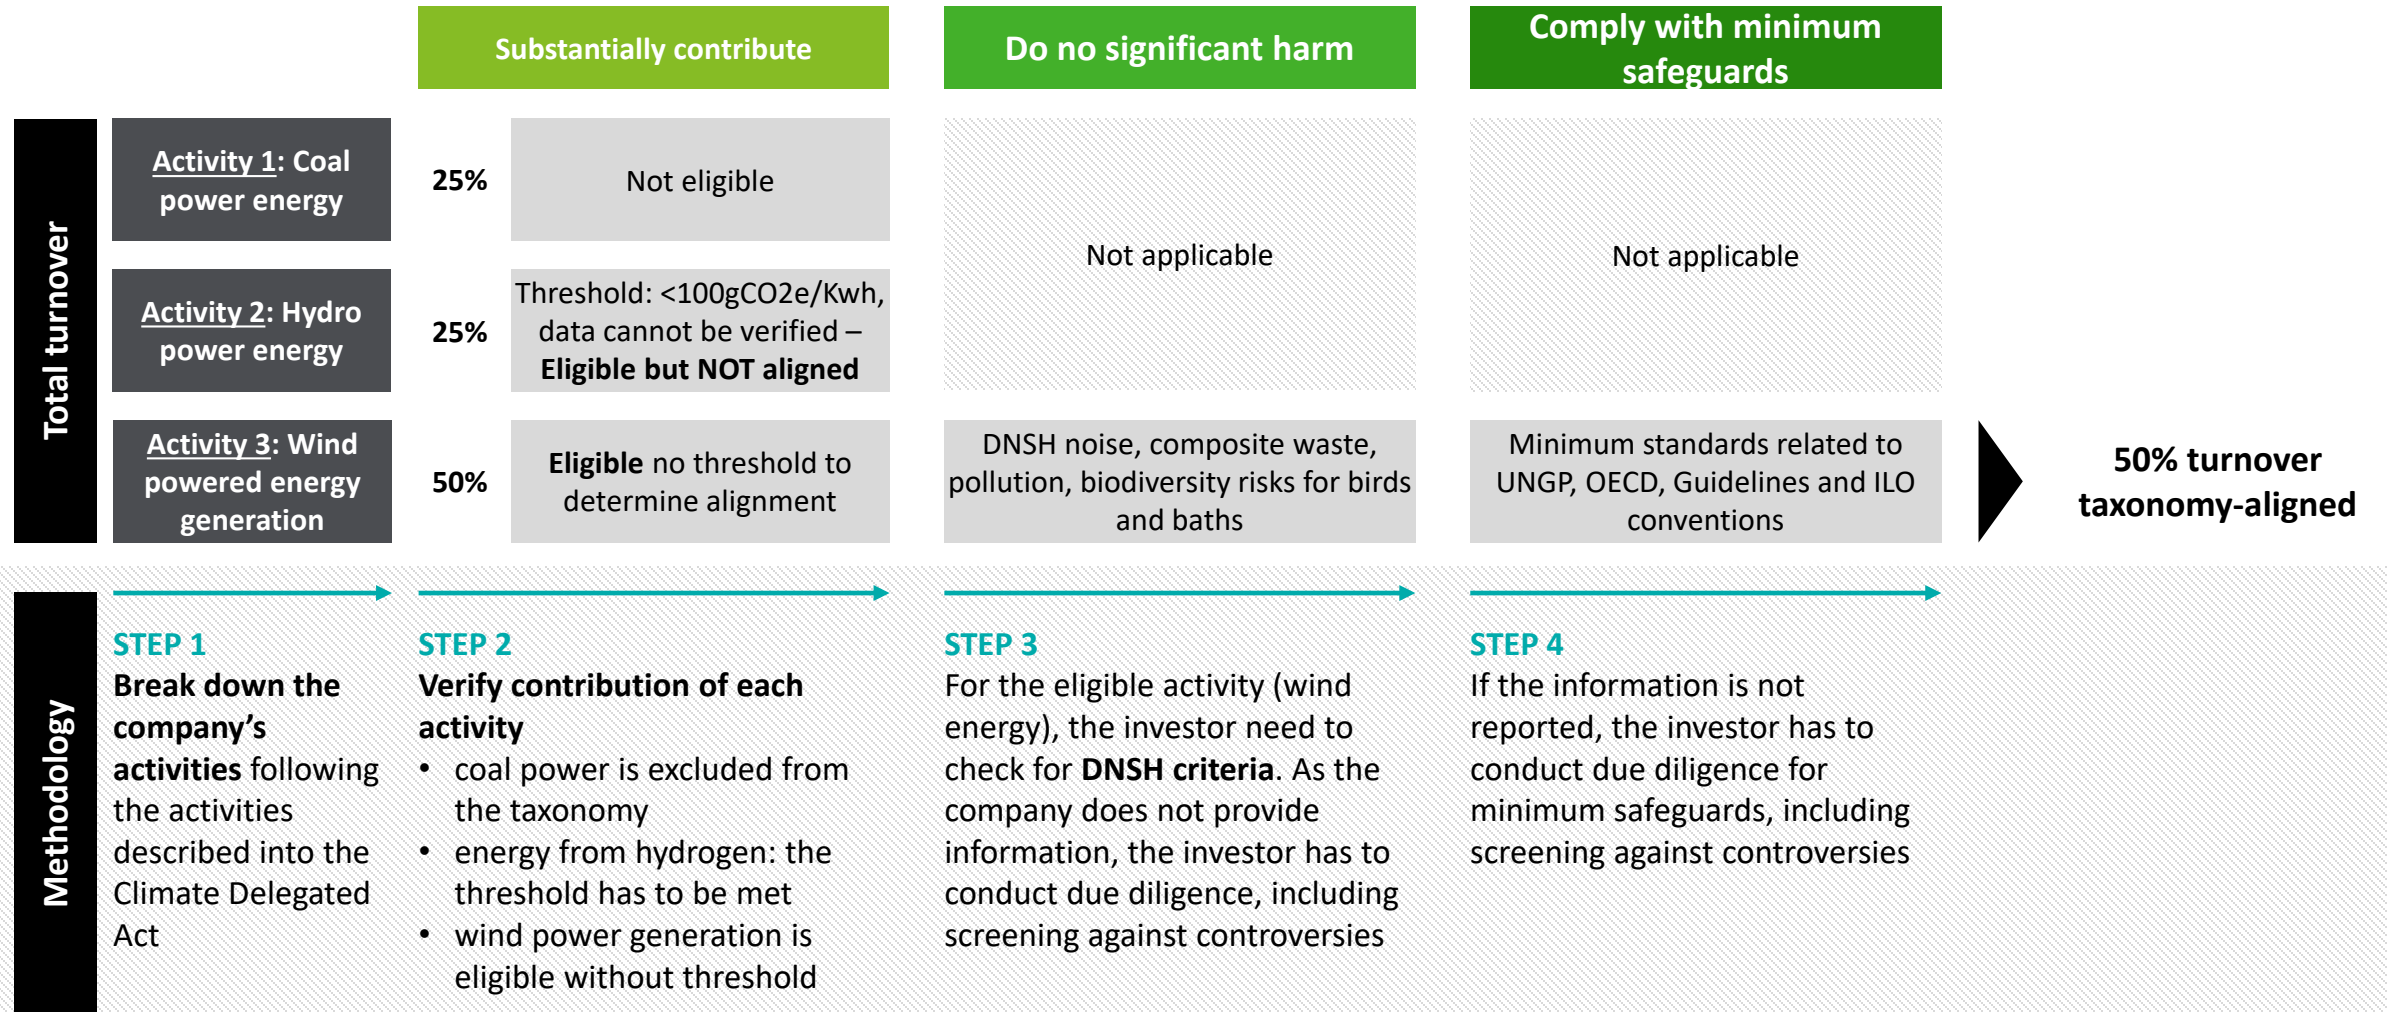 Substantially contribute
Do no significant harm
Comply with minimum
safeguards
Total turnover
Activity 1: Coal
power energy
25%
Not eligible
Not applicable
Not applicable
Activity 2: Hydro
power energy
25%
Threshold: <100gCO2e/Kwh,
data cannot be verified –
Eligible but NOT aligned
Activity 3: Wind
powered energy
generation
50%
Eligible no threshold to
determine alignment
DNSH noise, composite waste,
pollution, biodiversity risks for birds
and baths
Minimum standards related to
UNGP, OECD, Guidelines and ILO
conventions
50% turnover
taxonomy-aligned
Methodology
STEP 1
Break down the
company’s
activities following
the activities
described into the
Climate Delegated
Act
STEP 2
Verify contribution of each
activity
• coal power is excluded from
the taxonomy
• energy from hydrogen: the
threshold has to be met
• wind power generation is
eligible without threshold
STEP 3
For the eligible activity (wind
energy), the investor need to
check for DNSH criteria. As the
company does not provide
information, the investor has to
conduct due diligence, including
screening against controversies
STEP 4
If the information is not
reported, the investor has to
conduct due diligence for
minimum safeguards, including
screening against controversies